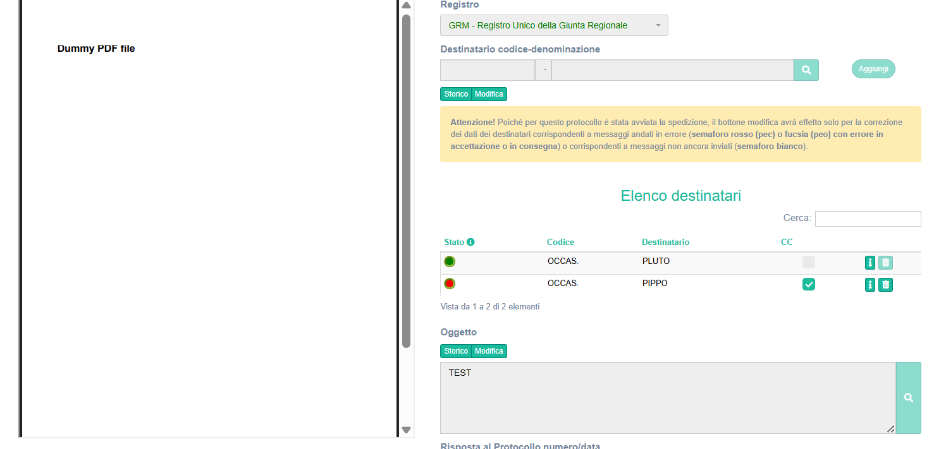 Dummy PDF file
Registro
GRM - Registro Unico della Giunta Regionale
Destinatario codice-denominazione
-
Aggiungi
Storico Modifica
Attenzione! Poichè per questo protocollo è stata avviata la spedizione, il bottone modifica avrà effetto solo per la correzione
dei dati dei destinatari corrispondenti a messaggi andati in errore (semaforo rosso (pec) o fucsia (peo) con errore in
accettazione o in consegna) o corrispondenti a messaggi non ancora inviati (semaforo bianco).
Elenco destinatari
Cerca:
Stato Codice Destinatario CC
OCCAS. PLUTO
OCCAS. PIPPO
Vista da 1 a 2 di 2 elementi
Oggetto
Storico Modifica
TEST
Risposta al Protocollo numero/data